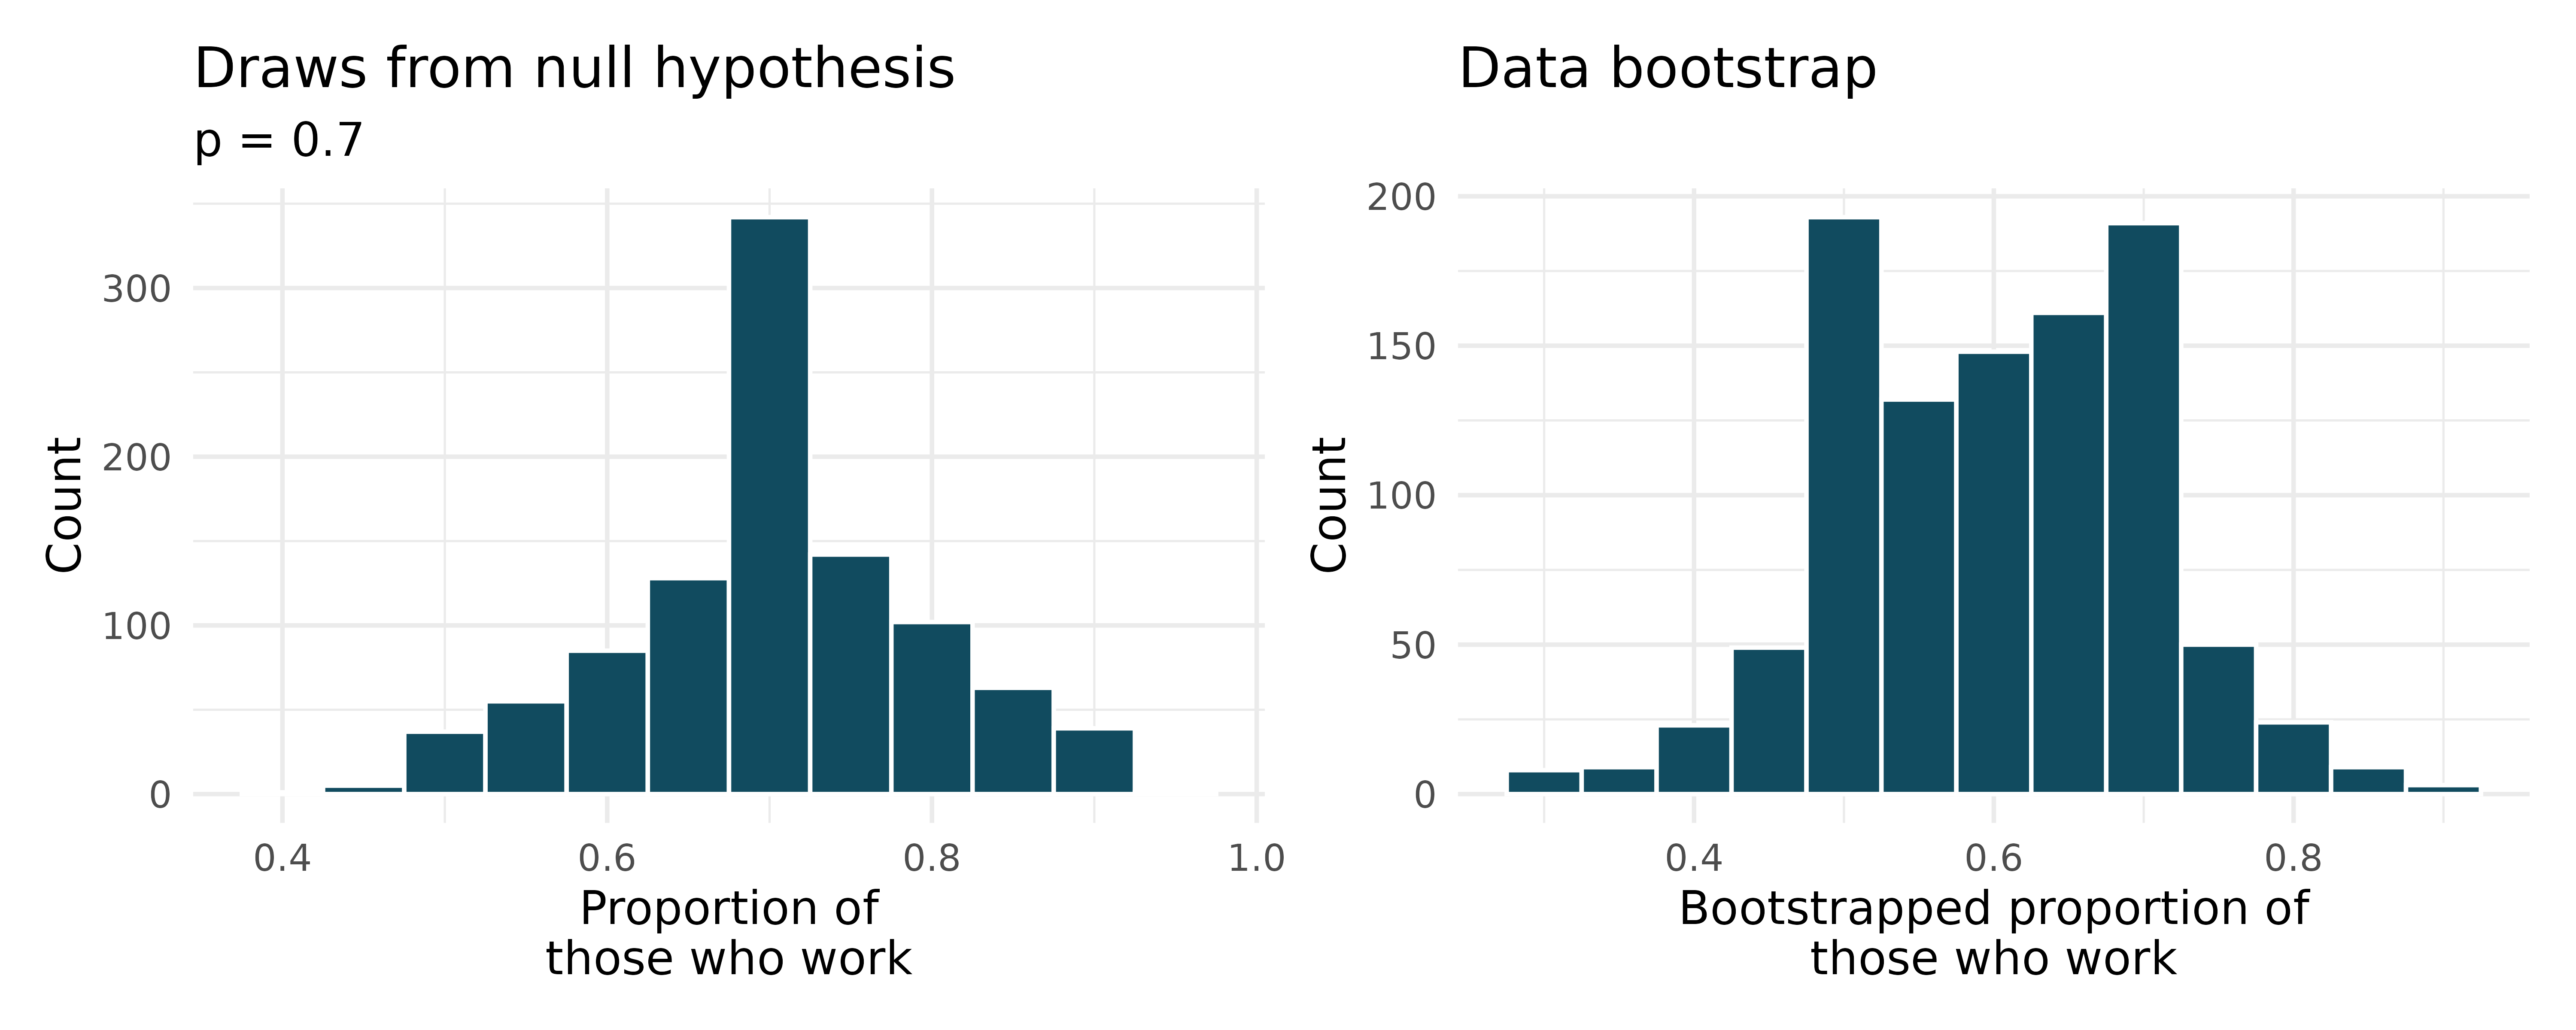 Draws from null hypothesis
p = 0.7
Count
300
200
100
0
0.4 0.6 0.8 1.0
Proportion of
those who work
Data bootstrap
Count
200
150
100
50
0
0.4 0.6 0.8
Bootstrapped proportion of
those who work